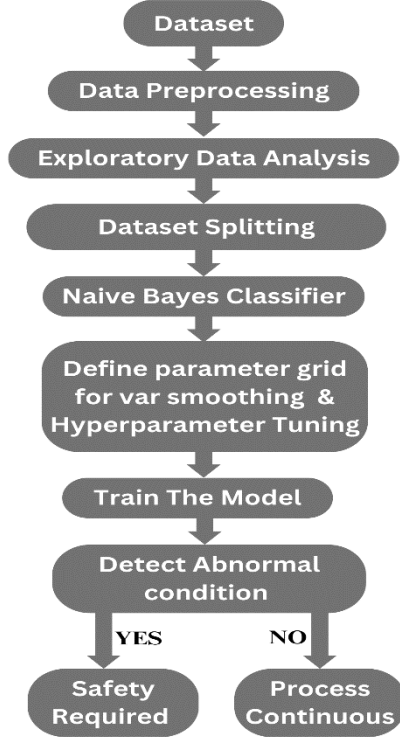 Dataset
Data Preprocessing
Exploratory Data Analysis
Dataset Splitting
Naive Bayes Classifier
Define parameter grid
for var smoothing &
Hyperparameter Tuning
Train The Model
Detect Abnormal
condition
YES
NO
Safety
Required
Process
Continuous